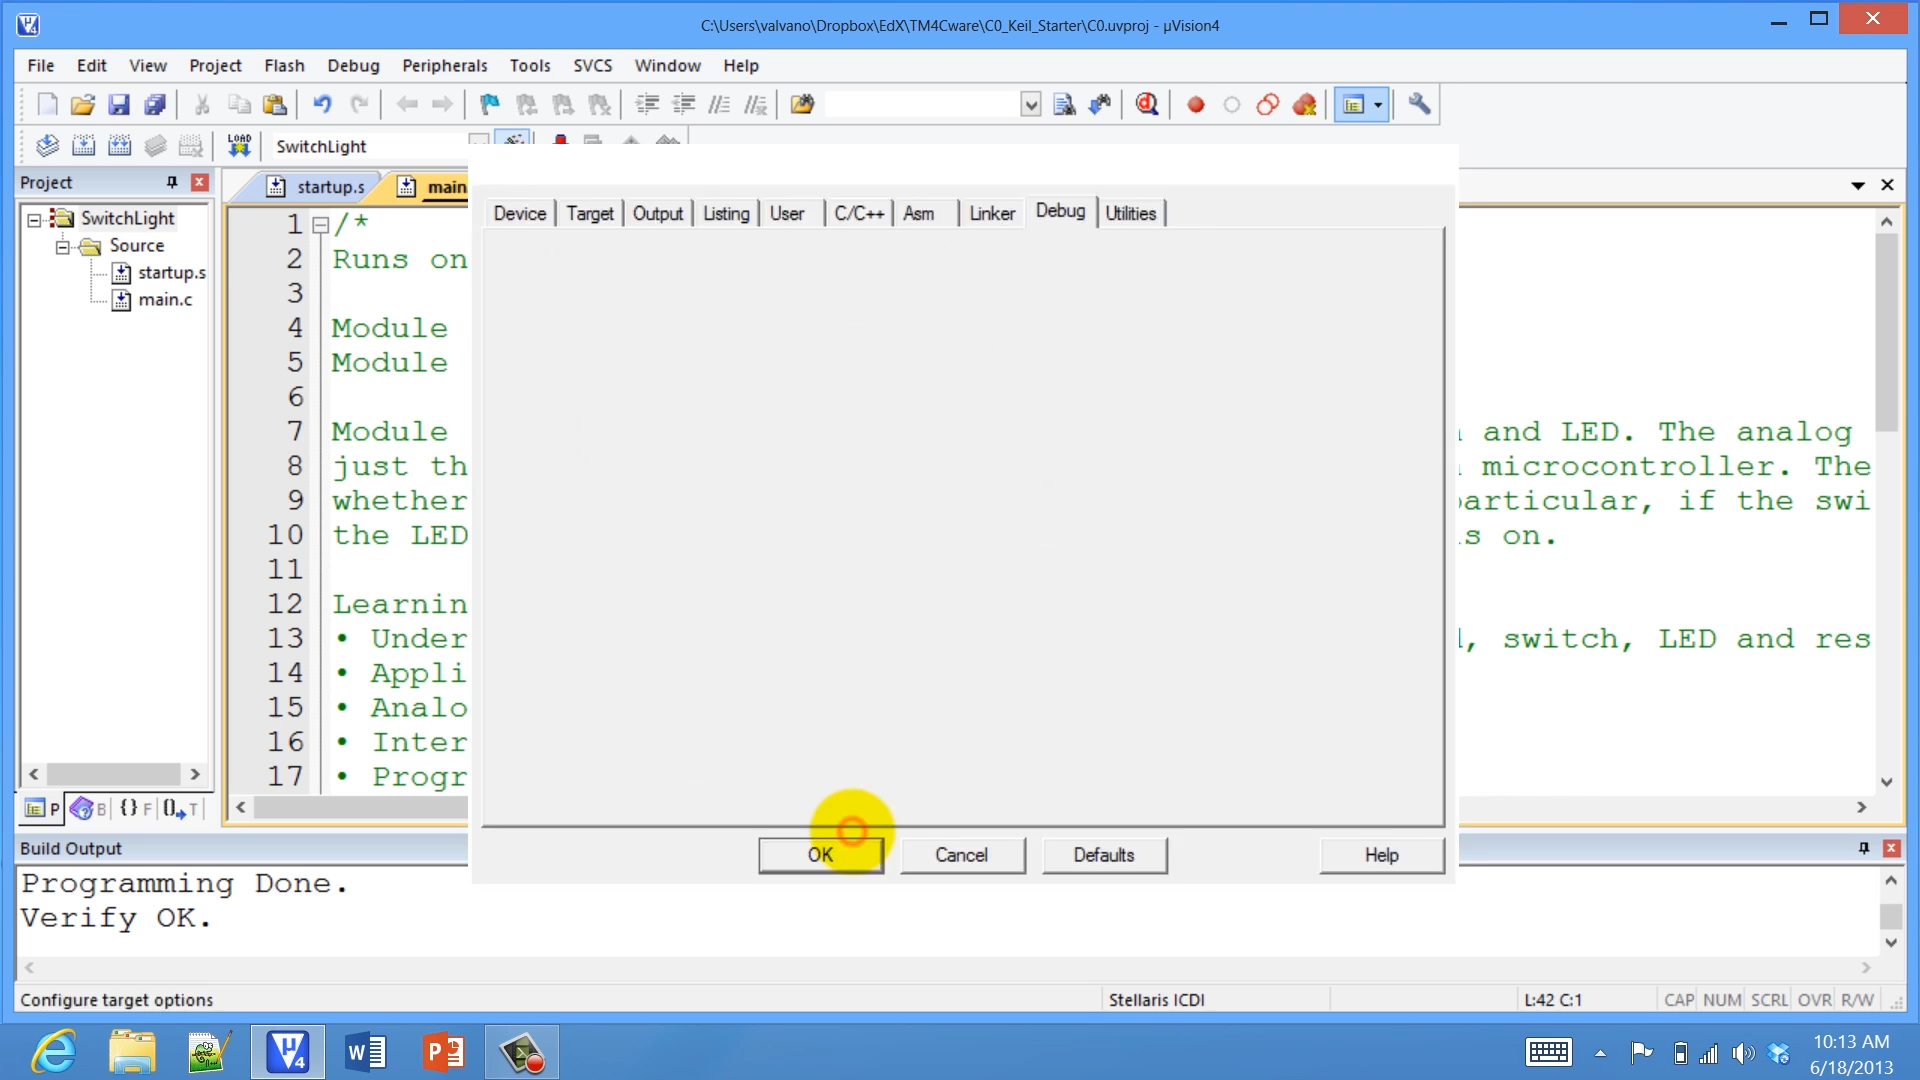 C:\Users\valvano\Dropbox\EdX\TM4Cware\C0_Keil_Starter\C0.uvproj - µVision4
File Edit View Project Flash Debug Peripherals Tools SVCS Window Help
LOAD
SwitchLight
Project
SwitchLight
Source
startup.s
main.c
P B {} F T
startup.s main
1 /*
2 Runs on
3
4 Module
5 Module
6
7 Module and LED. The analog
8 just th microcontroller. The
9 whether particular, if the swi
10 the LED s on.
11
12 Learnin
13 • Under , switch, LED and res
14 • Appli
15 • Analo
16 • Inter
17 • Progr
Device Target Output Listing User C/C++ Asm Linker Debug Utilities
OK Cancel Defaults Help
Build Output
Programming Done.
Verify OK.
Configure target options
Stellaris ICDI
L:42 C:1
CAP NUM SCRL OVR R/W
10:13 AM
6/18/2013